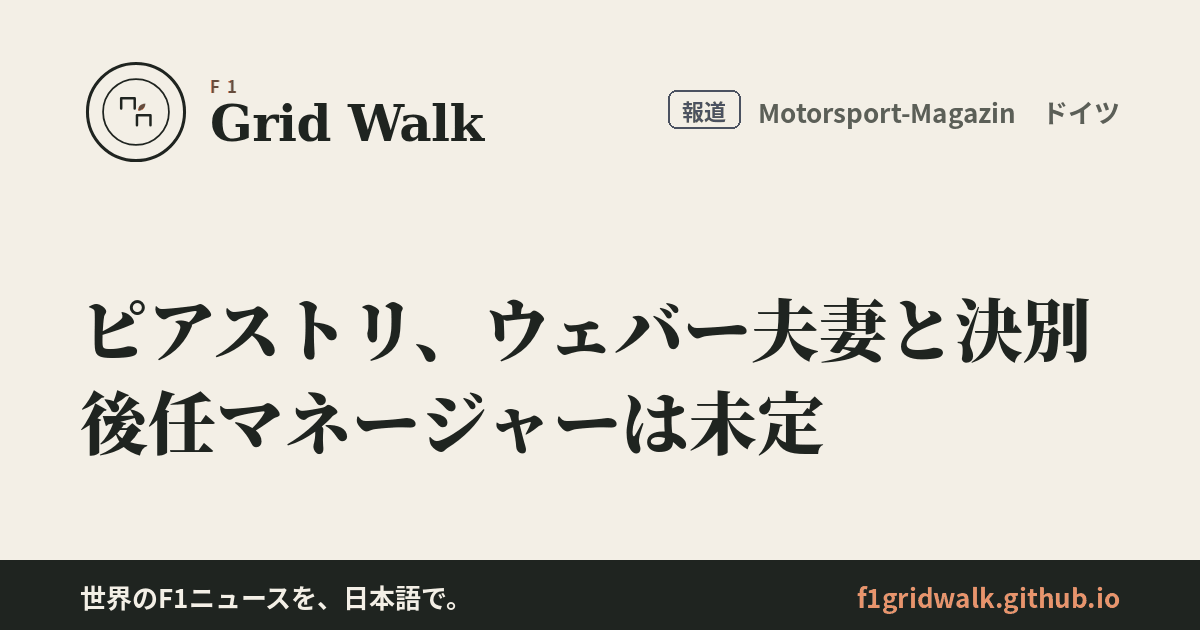 F1
Grid Walk
報道 Motorsport-Magazin ドイツ
ピアストリ、ウェバー夫妻と決別
後任マネージャーは未定
世界のF1ニュースを、日本語で。
f1gridwalk.github.io